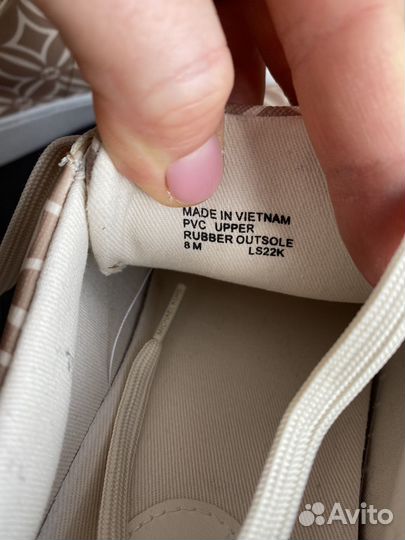 MADE IN VIETNAM
PVC UPPER
RUBBER OUTSOLE
8 M LS22K
Avito